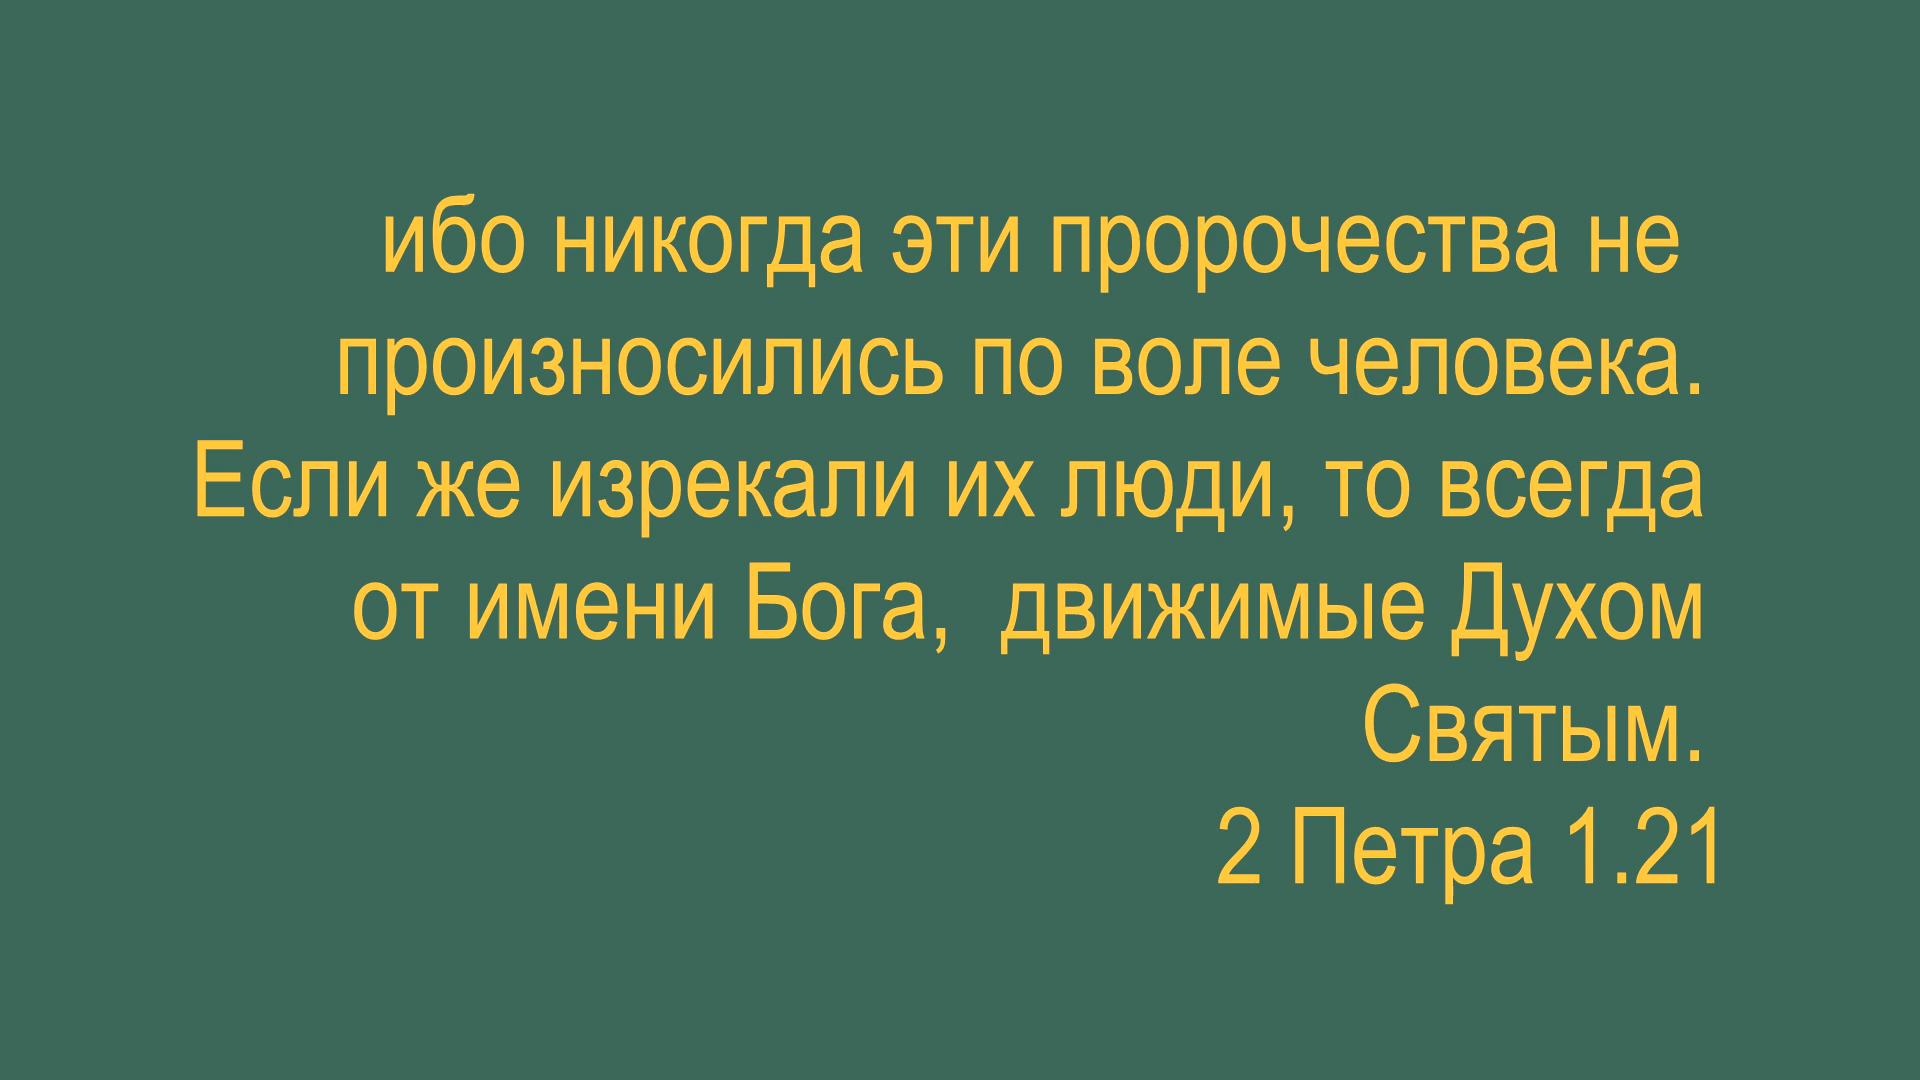 ибо никогда эти пророчества не
произносились по воле человека.
Если же изрекали их люди, то всегда
от имени Бога,  движимые Духом
Святым.
2 Петра 1.21